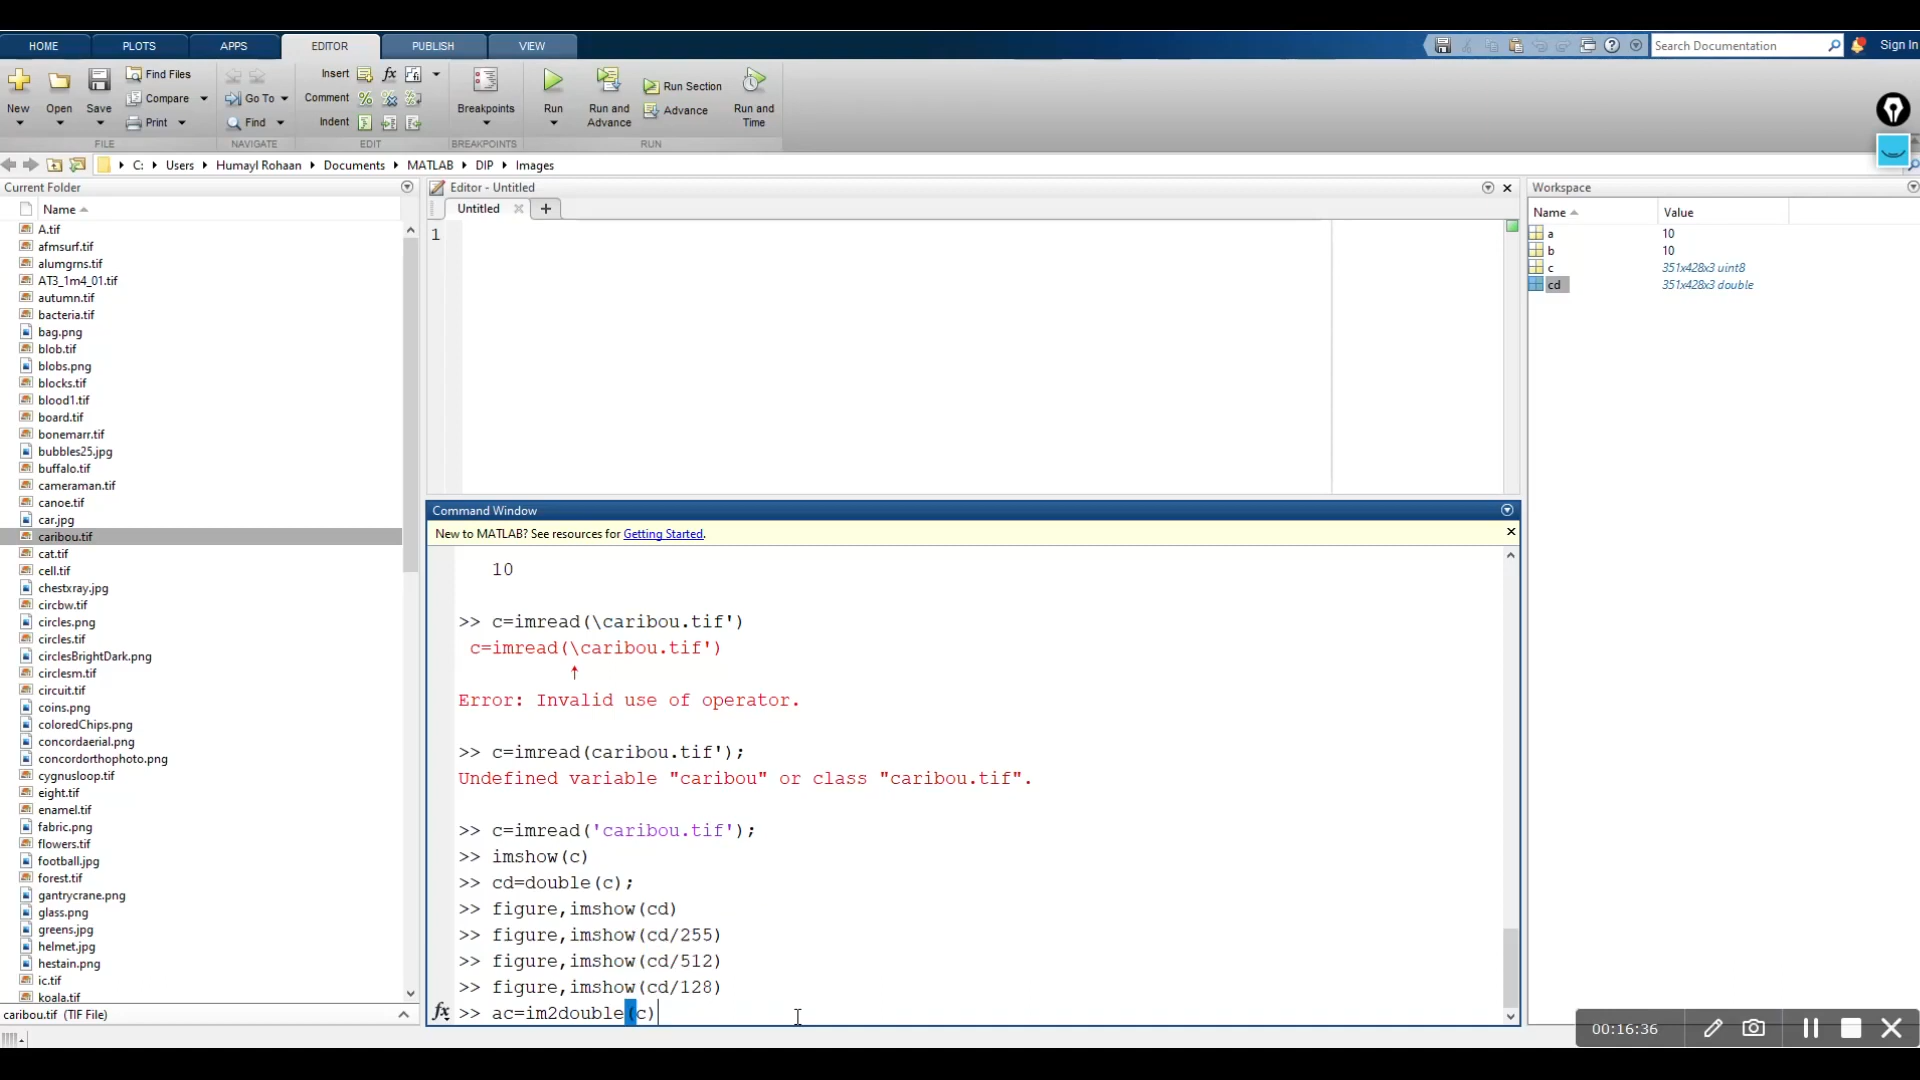 HOME PLOTS APPS EDITOR PUBLISH VIEW Search Documentation Sign In
Find Files Insert fx
New Open Save Compare Go To Comment Breakpoints Run Run and Advance Run Section Advance Run and Time
Print Find Indent
FILE NAVIGATE EDIT BREAKPOINTS RUN
C: Users Humayl Rohaan Documents MATLAB DIP Images
Current Folder
Name
A.tif
afmsurf.tif
alumgrns.tif
AT3_1m4_01.tif
autumn.tif
bacteria.tif
bag.png
blob.tif
blobs.png
blocks.tif
blood1.tif
board.tif
bonemarr.tif
bubbles25.jpg
buffalo.tif
cameraman.tif
canoe.tif
car.jpg
caribou.tif
cat.tif
cell.tif
chestxray.jpg
circbw.tif
circles.png
circles.tif
circlesBrightDark.png
circlesm.tif
circuit.tif
coins.png
coloredChips.png
concordaerial.png
concordorthophoto.png
cygnusloop.tif
eight.tif
enamel.tif
fabric.png
flowers.tif
football.jpg
forest.tif
gantrycrane.png
glass.png
greens.jpg
helmet.jpg
hestain.png
ic.tif
koala.tif
caribou.tif (TIF File)
Editor - Untitled
Untitled +
1
Command Window
New to MATLAB? See resources for Getting Started.
10
>> c=imread(\caribou.tif')
c=imread(\caribou.tif')
↑
Error: Invalid use of operator.
>> c=imread(caribou.tif');
Undefined variable "caribou" or class "caribou.tif".
>> c=imread('caribou.tif');
>> imshow(c)
>> cd=double(c);
>> figure,imshow(cd)
>> figure,imshow(cd/255)
>> figure,imshow(cd/512)
>> figure,imshow(cd/128)
fx >> ac=im2double(c)
Workspace
Name Value
a 10
b 10
c 351x428x3 uint8
cd 351x428x3 double
00:16:36